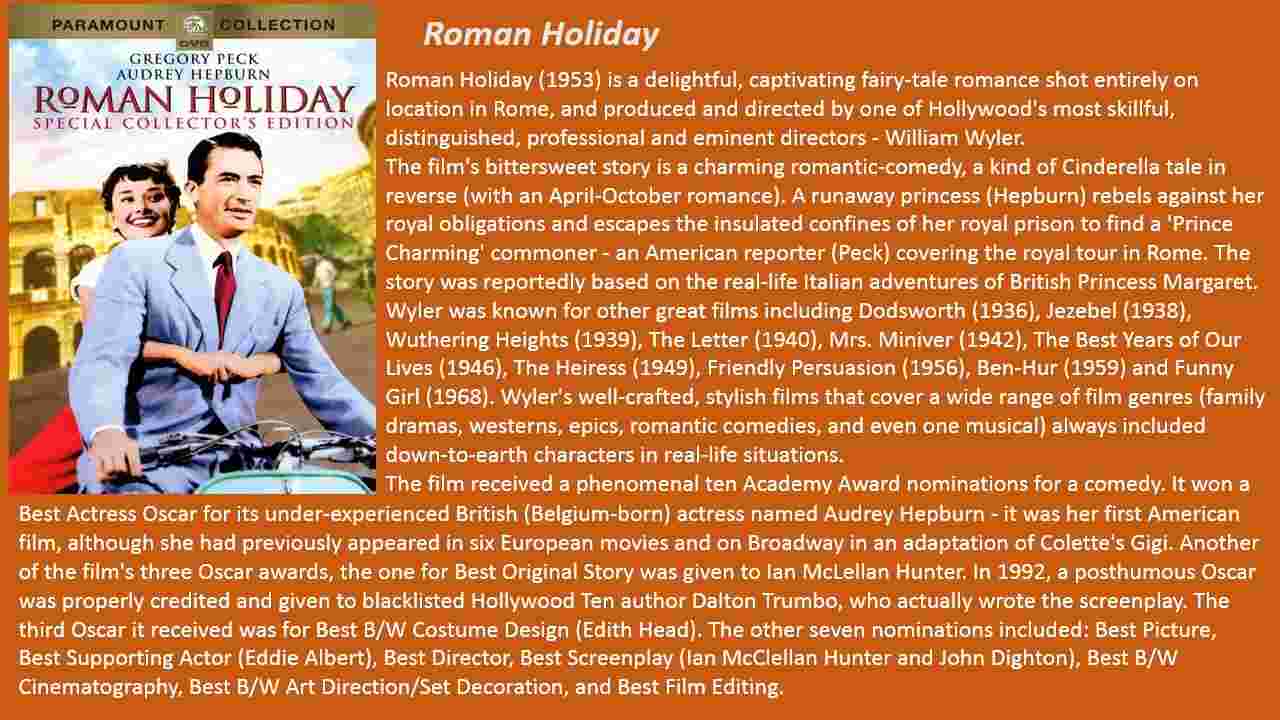 PARAMOUNT COLLECTION
DVD
GREGORY PECK
AUDREY HEPBURN
ROMAN HOLIDAY
SPECIAL COLLECTOR'S EDITION
Roman Holiday
Roman Holiday (1953) is a delightful, captivating fairy-tale romance shot entirely on
location in Rome, and produced and directed by one of Hollywood's most skillful,
distinguished, professional and eminent directors - William Wyler.
The film's bittersweet story is a charming romantic-comedy, a kind of Cinderella tale in
reverse (with an April-October romance). A runaway princess (Hepburn) rebels against her
royal obligations and escapes the insulated confines of her royal prison to find a 'Prince
Charming' commoner - an American reporter (Peck) covering the royal tour in Rome. The
story was reportedly based on the real-life Italian adventures of British Princess Margaret.
Wyler was known for other great films including Dodsworth (1936), Jezebel (1938),
Wuthering Heights (1939), The Letter (1940), Mrs. Miniver (1942), The Best Years of Our
Lives (1946), The Heiress (1949), Friendly Persuasion (1956), Ben-Hur (1959) and Funny
Girl (1968). Wyler's well-crafted, stylish films that cover a wide range of film genres (family
dramas, westerns, epics, romantic comedies, and even one musical) always included
down-to-earth characters in real-life situations.
The film received a phenomenal ten Academy Award nominations for a comedy. It won a
Best Actress Oscar for its under-experienced British (Belgium-born) actress named Audrey Hepburn - it was her first American
film, although she had previously appeared in six European movies and on Broadway in an adaptation of Colette's Gigi. Another
of the film's three Oscar awards, the one for Best Original Story was given to Ian McLellan Hunter. In 1992, a posthumous Oscar
was properly credited and given to blacklisted Hollywood Ten author Dalton Trumbo, who actually wrote the screenplay. The
third Oscar it received was for Best B/W Costume Design (Edith Head). The other seven nominations included: Best Picture,
Best Supporting Actor (Eddie Albert), Best Director, Best Screenplay (Ian McClellan Hunter and John Dighton), Best B/W
Cinematography, Best B/W Art Direction/Set Decoration, and Best Film Editing.